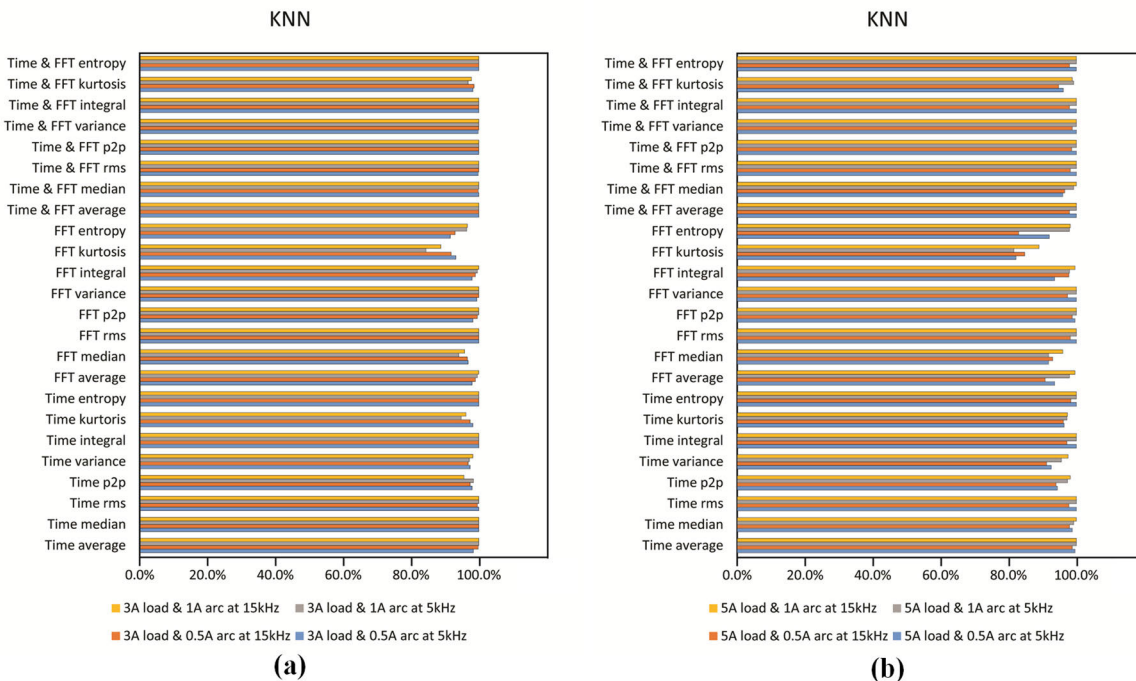 KNN
Time & FFT entropy
Time & FFT kurtosis
Time & FFT integral
Time & FFT variance
Time & FFT p2p
Time & FFT rms
Time & FFT median
Time & FFT average
FFT entropy
FFT kurtosis
FFT integral
FFT variance
FFT p2p
FFT rms
FFT median
FFT average
Time entropy
Time kurtoris
Time integral
Time variance
Time p2p
Time rms
Time median
Time average
0.0% 20.0% 40.0% 60.0% 80.0% 100.0%
3A load & 1A arc at 15kHz 3A load & 1A arc at 5kHz
3A load & 0.5A arc at 15kHz 3A load & 0.5A arc at 5kHz
(a)
KNN
Time & FFT entropy
Time & FFT kurtosis
Time & FFT integral
Time & FFT variance
Time & FFT p2p
Time & FFT rms
Time & FFT median
Time & FFT average
FFT entropy
FFT kurtosis
FFT integral
FFT variance
FFT p2p
FFT rms
FFT median
FFT average
Time entropy
Time kurtoris
Time integral
Time variance
Time p2p
Time rms
Time median
Time average
0.0% 20.0% 40.0% 60.0% 80.0% 100.0%
5A load & 1A arc at 15kHz 5A load & 1A arc at 5kHz
5A load & 0.5A arc at 15kHz 5A load & 0.5A arc at 5kHz
(b)